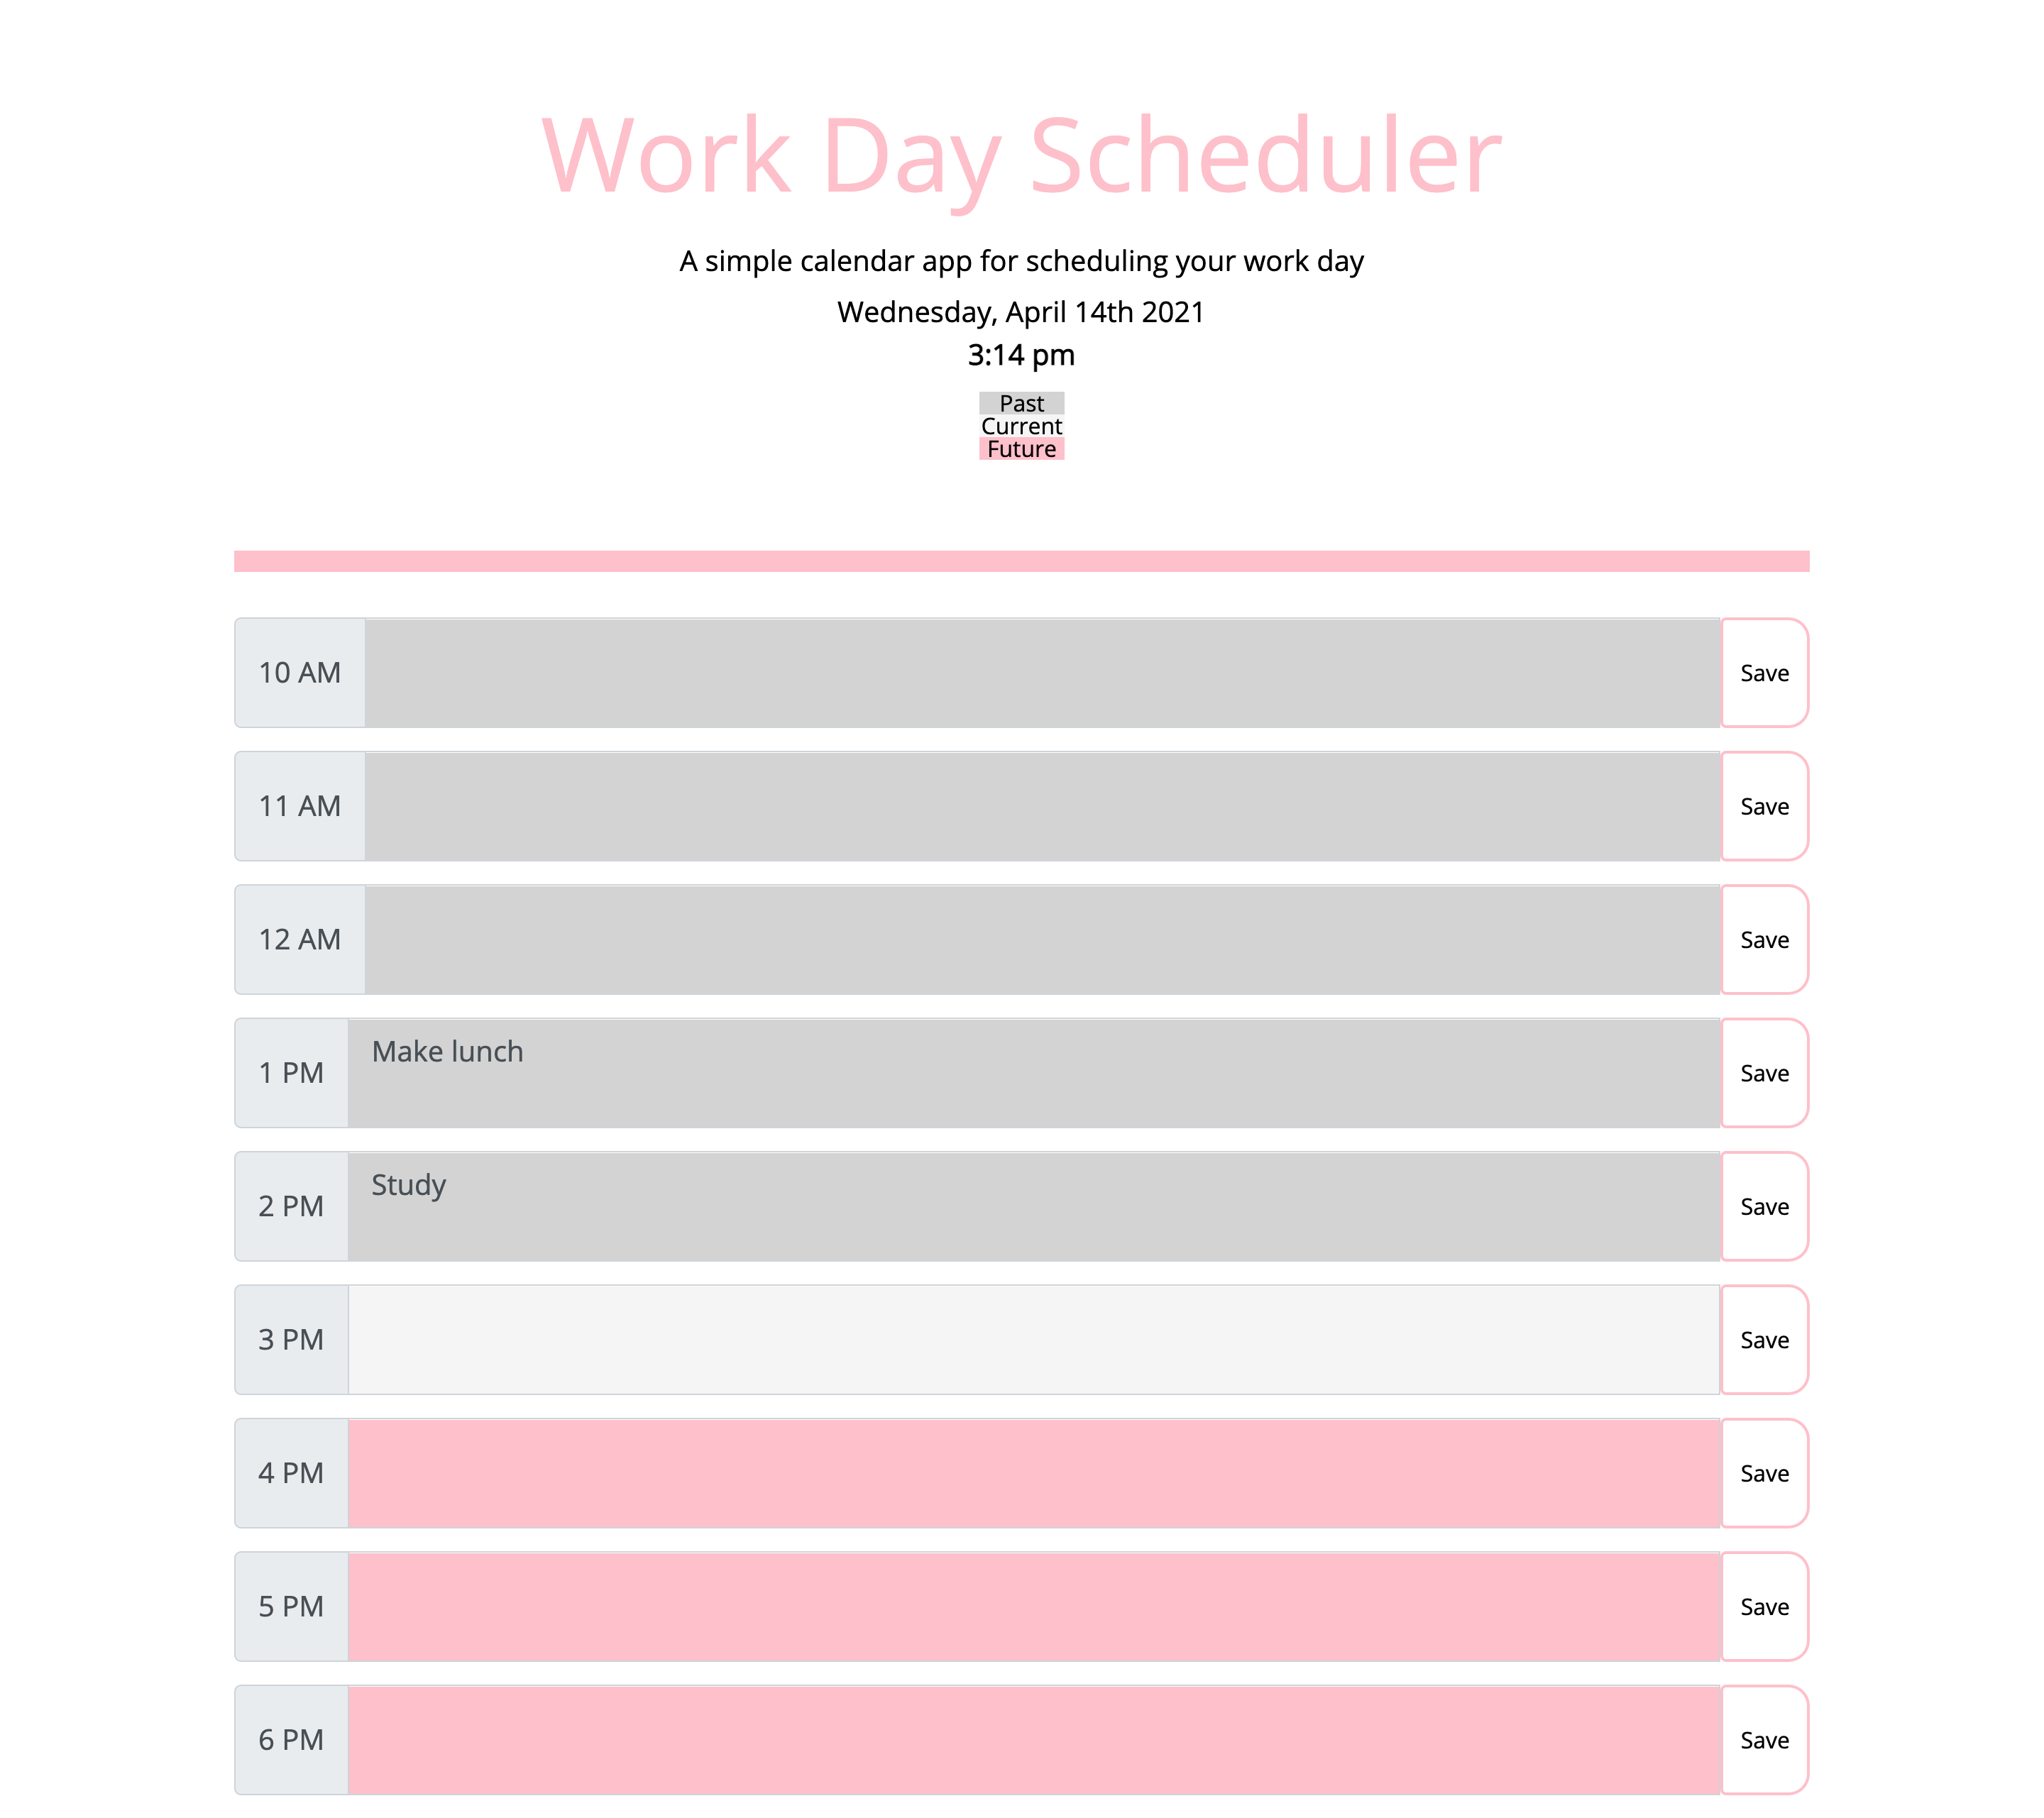 Work Day Scheduler
A simple calendar app for scheduling your work day
Wednesday, April 14th 2021
3:14 pm
Past
Current
Future
10 AM Save
11 AM Save
12 AM Save
1 PM Make lunch Save
2 PM Study Save
3 PM Save
4 PM Save
5 PM Save
6 PM Save